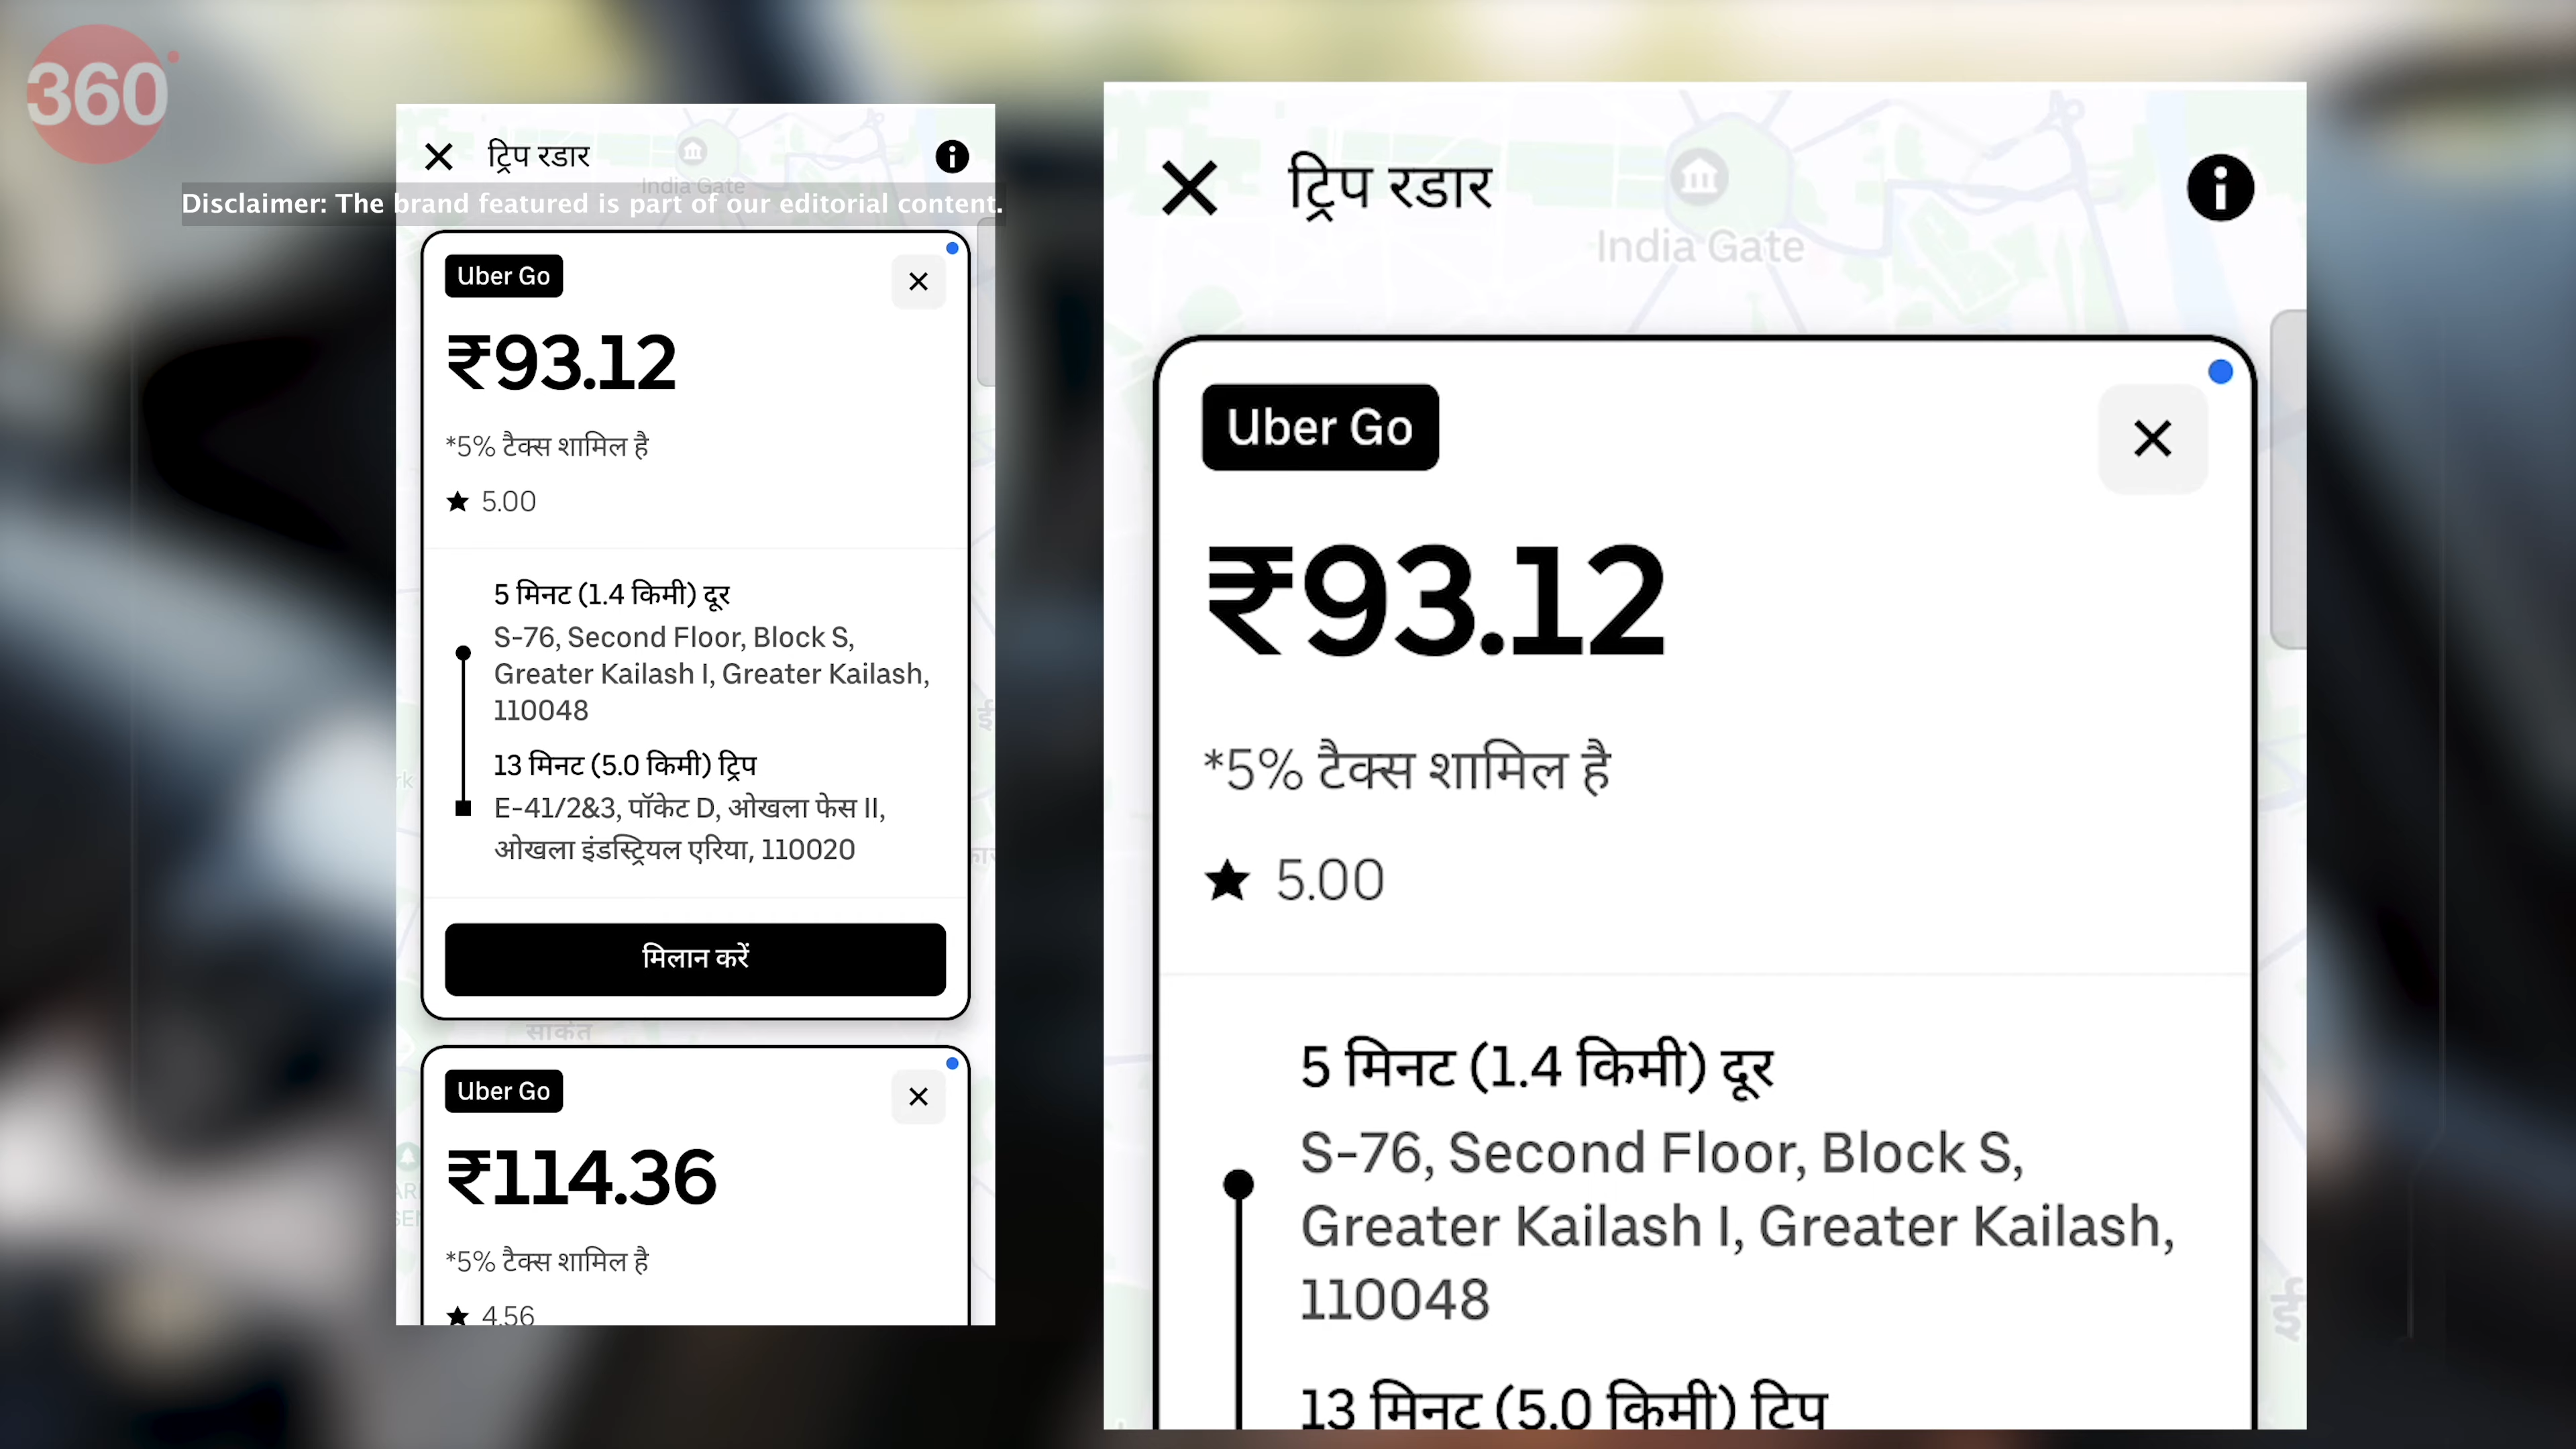 360
ट्रिप रडार
India Gate
Disclaimer: The brand featured is part of our editorial content.
Uber Go
₹93.12
*5% टैक्स शामिल है
★ 5.00
5 मिनट (1.4 किमी) दूर
S-76, Second Floor, Block S,
Greater Kailash I, Greater Kailash,
110048
13 मिनट (5.0 किमी) ट्रिप
E-41/2&3, पॉकेट D, ओखला फेस II,
ओखला इंडस्ट्रियल एरिया, 110020
मिलान करें
साकेत
Uber Go
₹114.36
*5% टैक्स शामिल है
★ 4.56
ट्रिप रडार
India Gate
Uber Go
₹93.12
*5% टैक्स शामिल है
★ 5.00
5 मिनट (1.4 किमी) दूर
S-76, Second Floor, Block S,
Greater Kailash I, Greater Kailash,
110048
13 मिनट (5.0 किमी) ट्रिप